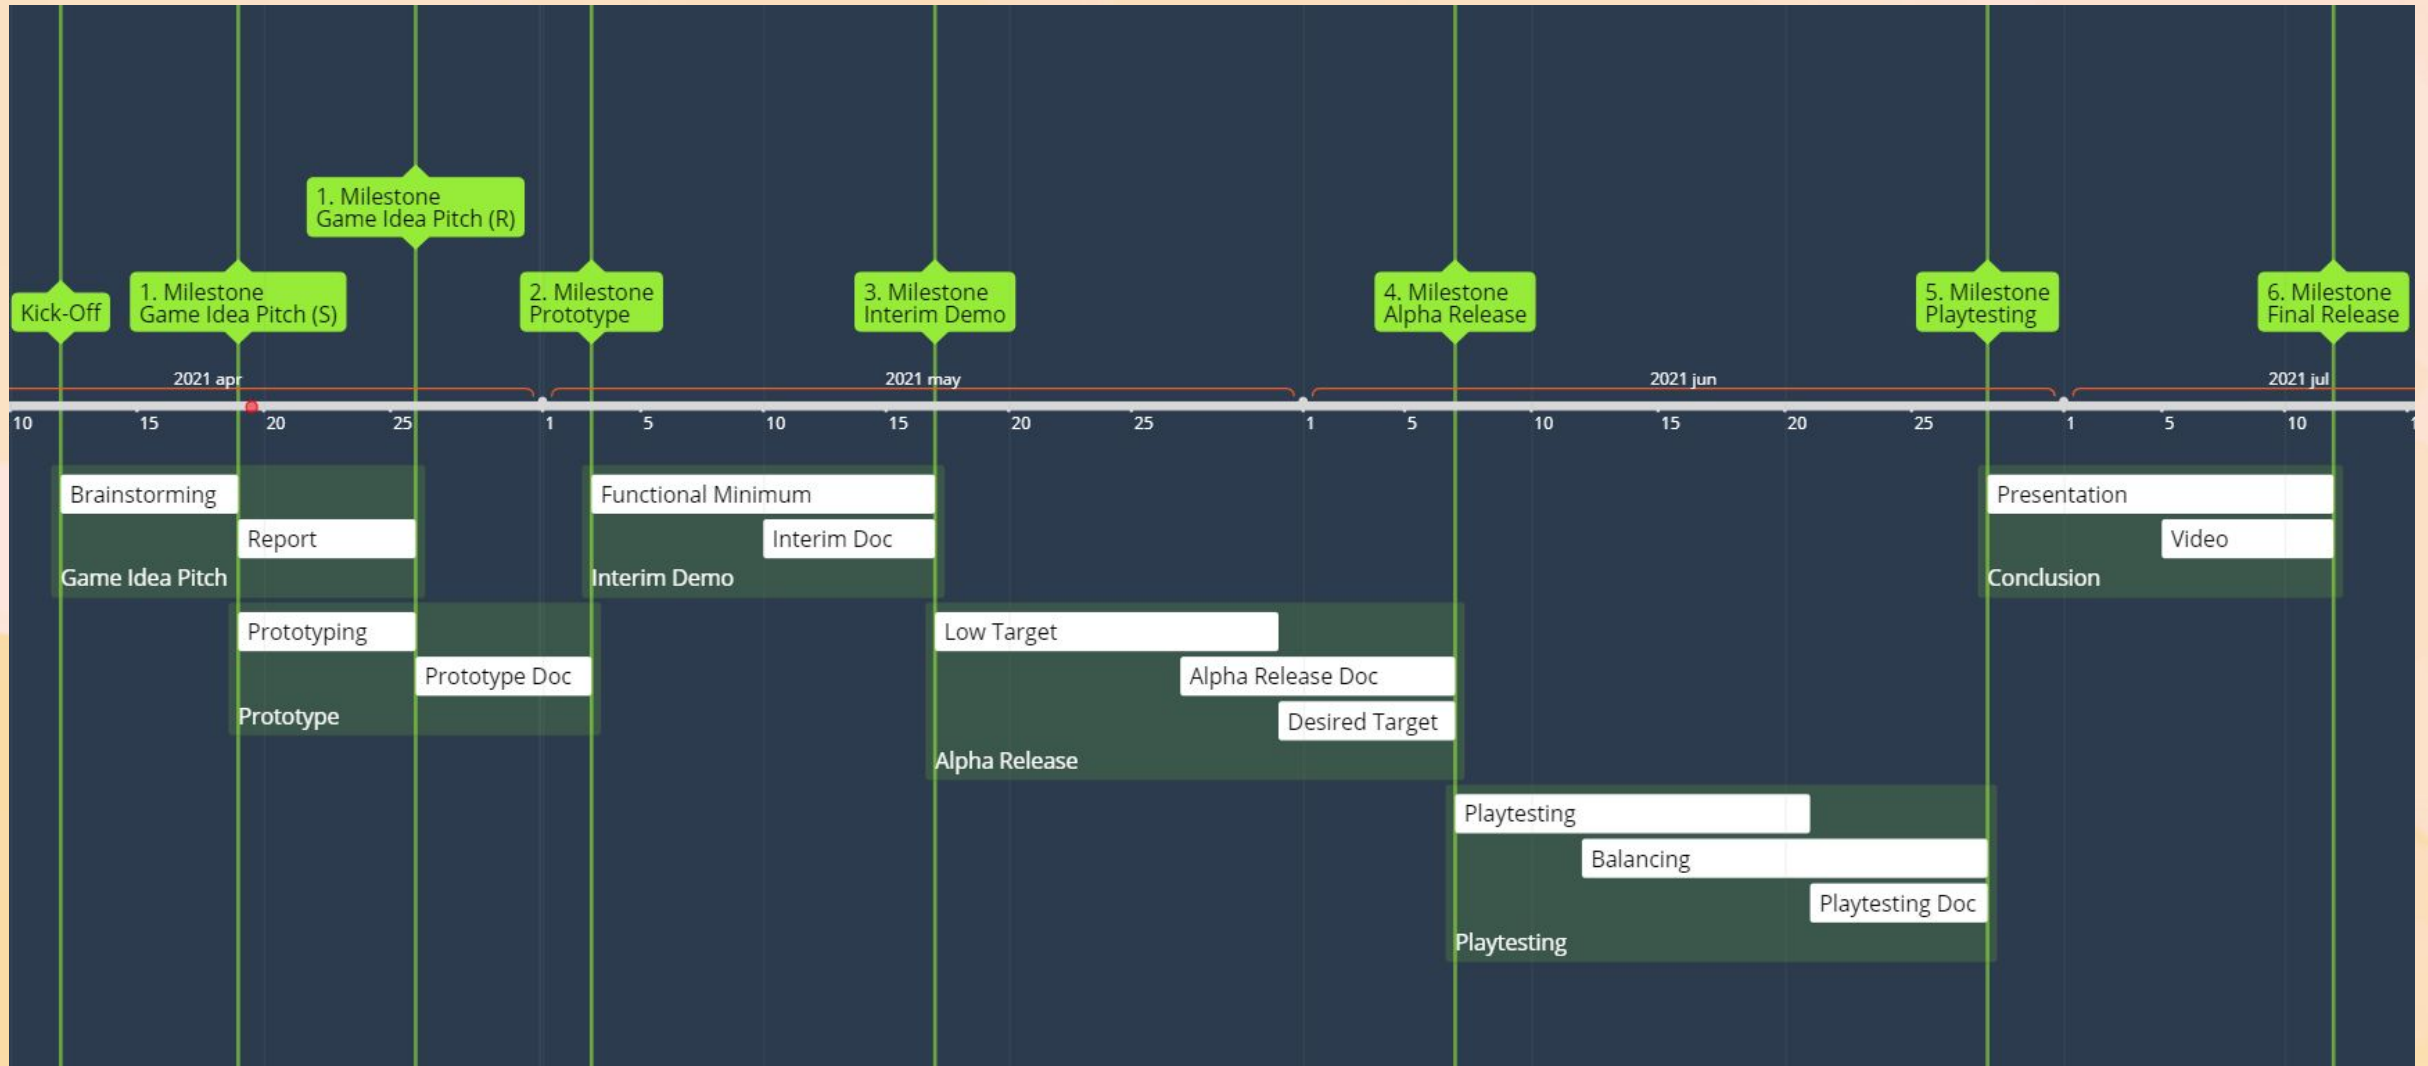 1. Milestone
Game Idea Pitch (R)
Kick-Off
1. Milestone
Game Idea Pitch (S)
2. Milestone
Prototype
3. Milestone
Interim Demo
4. Milestone
Alpha Release
5. Milestone
Playtesting
6. Milestone
Final Release
2021 apr
2021 may
2021 jun
2021 jul
10 15 20 25 1 5 10 15 20 25 1 5 10 15 20 25 1 5 10
Brainstorming
Report
Game Idea Pitch
Prototyping
Prototype Doc
Prototype
Functional Minimum
Interim Doc
Interim Demo
Low Target
Alpha Release Doc
Desired Target
Alpha Release
Playtesting
Balancing
Playtesting Doc
Playtesting
Presentation
Video
Conclusion